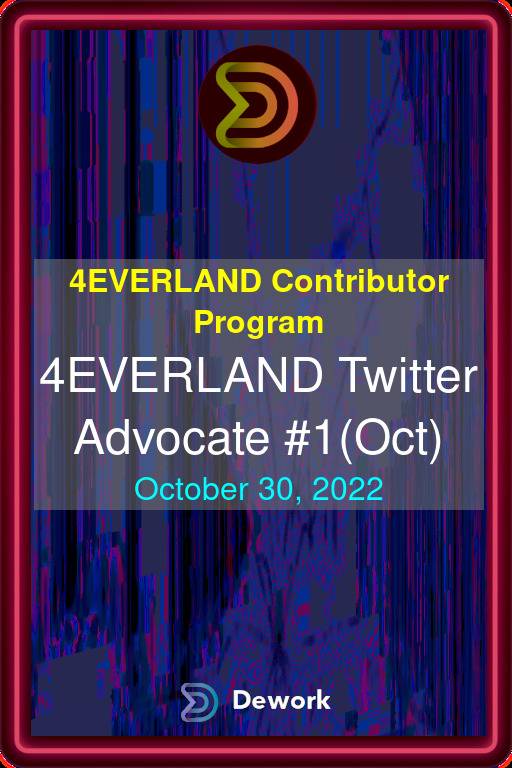 4EVERLAND Contributor
Program
4EVERLAND Twitter
Advocate #1(Oct)
October 30, 2022
Dework